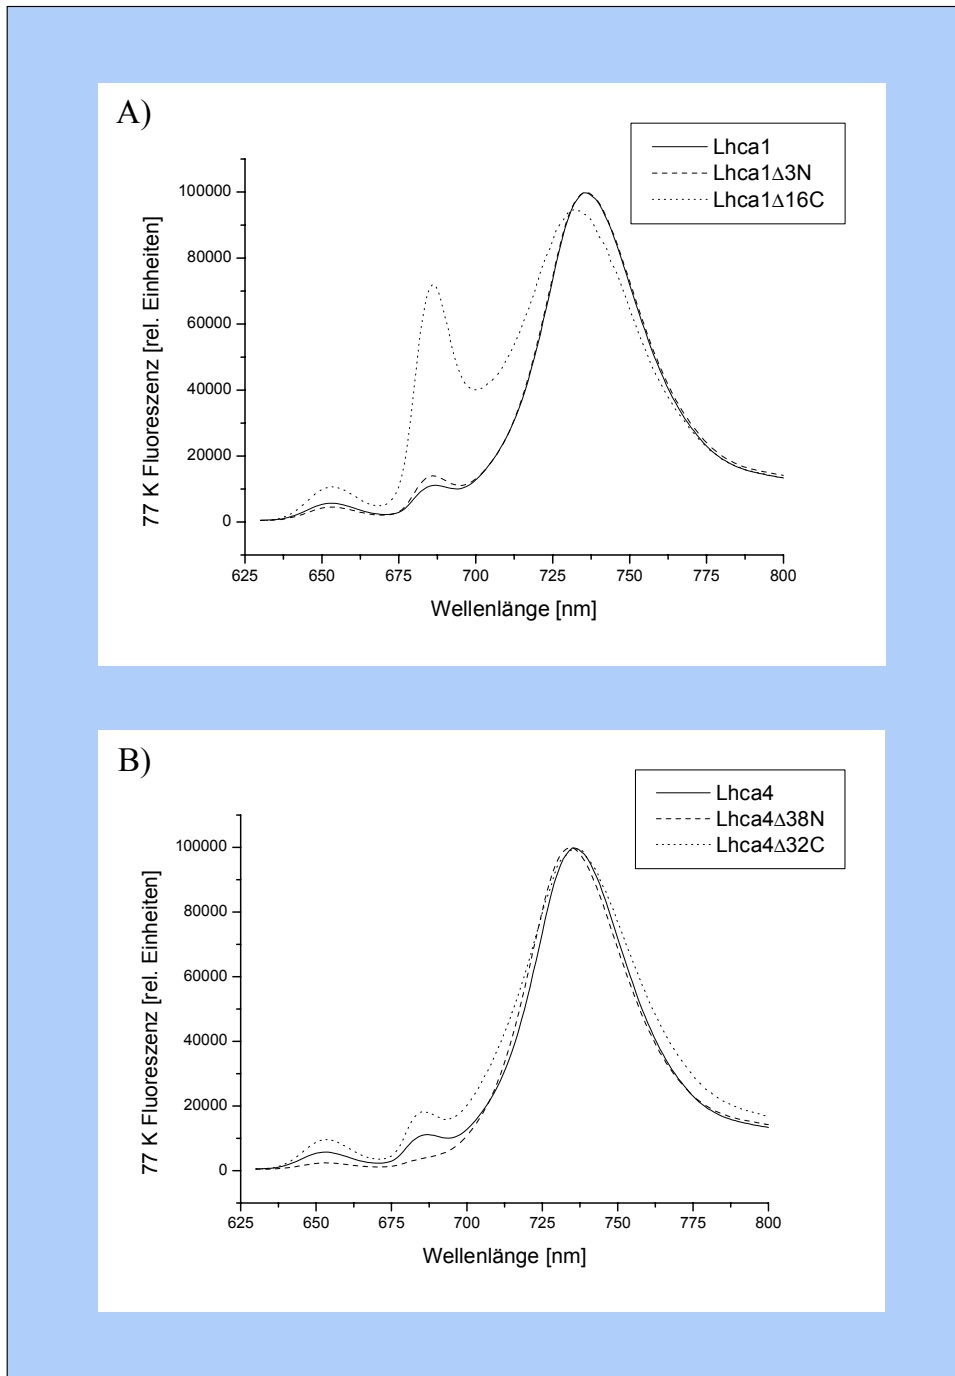 A)
Lhca1
Lhca1Δ3N
Lhca1Δ16C
100000
80000
60000
40000
20000
0
77 K Fluoreszenz [rel. Einheiten]
625 650 675 700 725 750 775 800
Wellenlänge [nm]
B)
Lhca4
Lhca4Δ38N
Lhca4Δ32C
100000
80000
60000
40000
20000
0
77 K Fluoreszenz [rel. Einheiten]
625 650 675 700 725 750 775 800
Wellenlänge [nm]